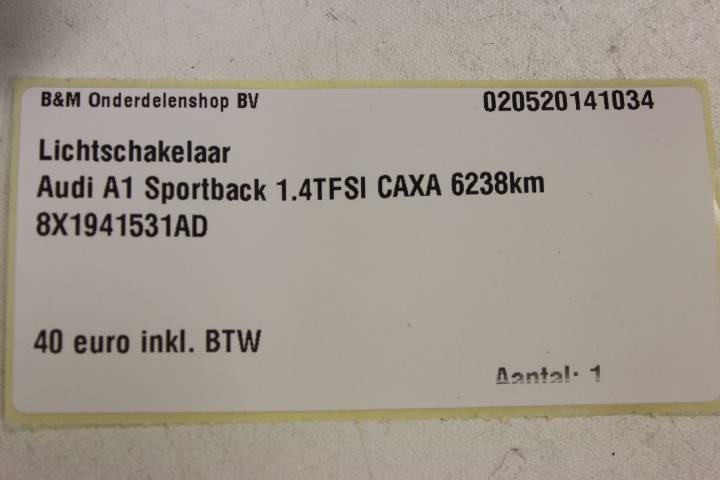 B&M Onderdelenshop BV 020520141034
Lichtschakelaar
Audi A1 Sportback 1.4TFSI CAXA 6238km
8X1941531AD
40 euro inkl. BTW
Aantal: 1